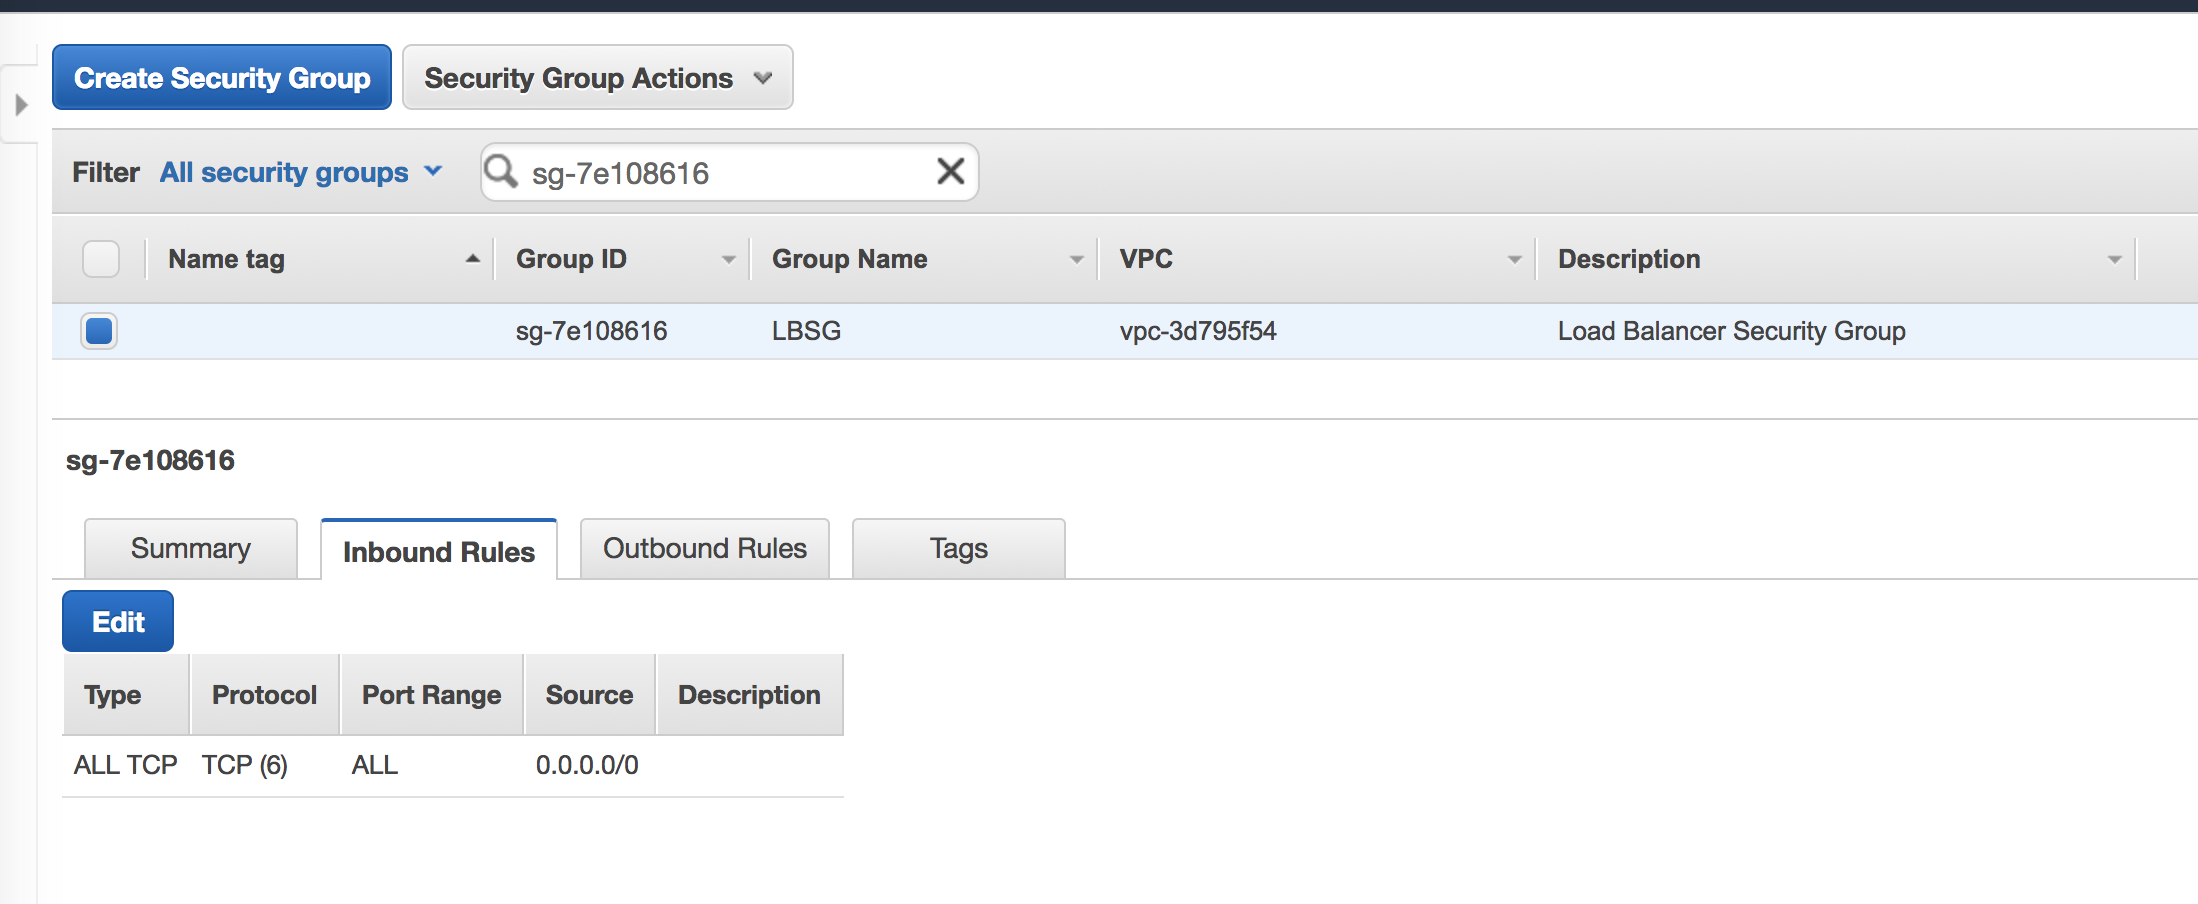 Create Security Group Security Group Actions
Filter All security groups sg-7e108616
Name tag Group ID Group Name VPC Description
sg-7e108616 LBSG vpc-3d795f54 Load Balancer Security Group
sg-7e108616
Summary Inbound Rules Outbound Rules Tags
Edit
Type Protocol Port Range Source Description
ALL TCP TCP (6) ALL 0.0.0.0/0